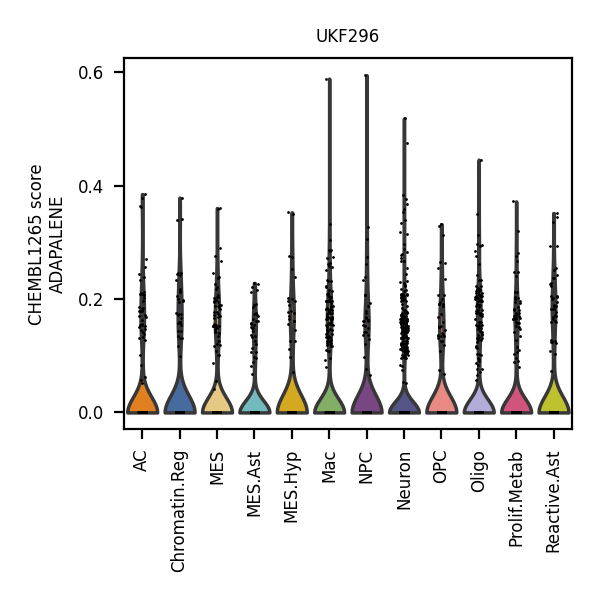 UKF296
CHEMBL1265 score
ADAPALENE
0.6
0.4
0.2
0.0
AC
Chromatin.Reg
MES
MES.Ast
MES.Hyp
Mac
NPC
Neuron
OPC
Oligo
Prolif.Metab
Reactive.Ast